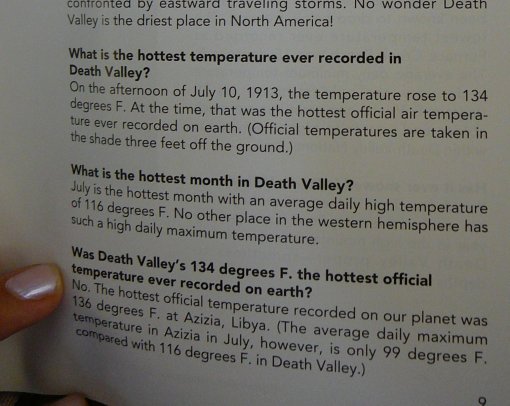 confronted by eastward traveling storms. No wonder Death
Valley is the driest place in North America!
What is the hottest temperature ever recorded in
Death Valley?
On the afternoon of July 10, 1913, the temperature rose to 134
degrees F. At the time, that was the hottest official air tempera-
ture ever recorded on earth. (Official temperatures are taken in
the shade three feet off the ground.)
What is the hottest month in Death Valley?
July is the hottest month with an average daily high temperature
of 116 degrees F. No other place in the western hemisphere has
such a high daily maximum temperature.
Was Death Valley's 134 degrees F. the hottest official
temperature ever recorded on earth?
No. The hottest official temperature recorded on our planet was
136 degrees F. at Azizia, Libya. (The average daily maximum
temperature in Azizia in July, however, is only 99 degrees F.
compared with 116 degrees F. in Death Valley.)
9